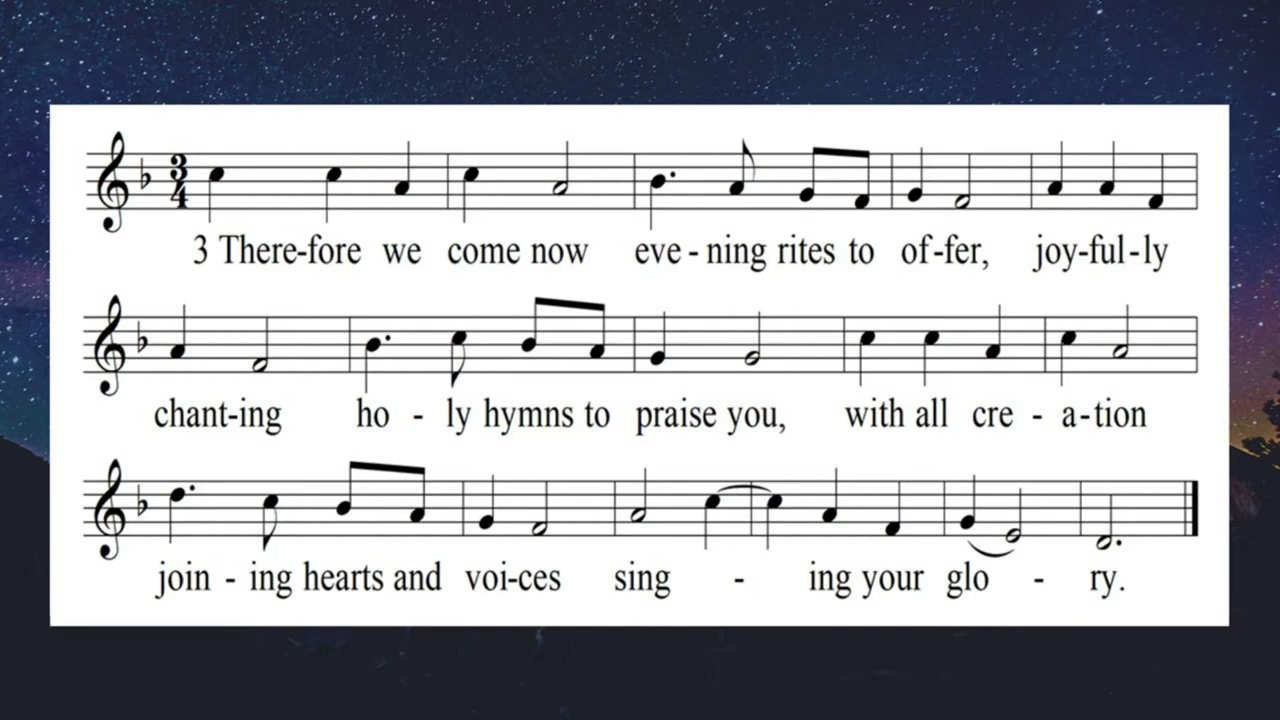 3 There-fore we come now eve - ning rites to of-fer, joy-ful-ly
chant-ing ho - ly hymns to praise you, with all cre - a-tion
join - ing hearts and voi-ces sing - ing your glo - ry.